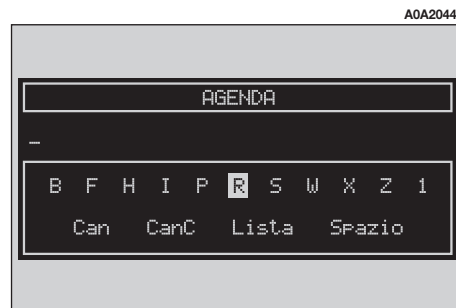 A0A2044
AGENDA
_
B F H I P R S W X Z 1
Can CanC Lista Spazio